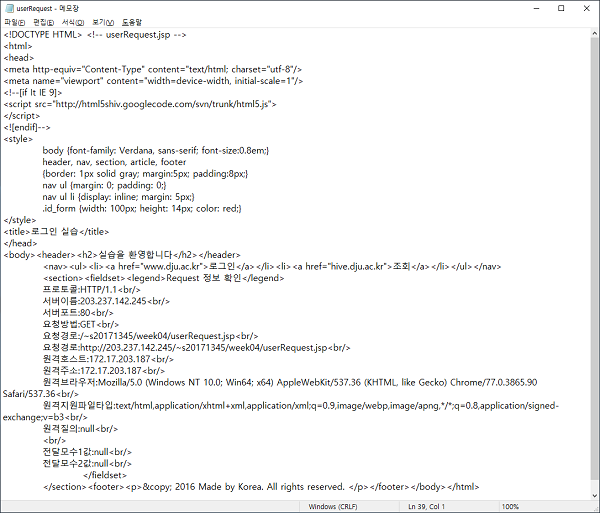 userRequest - 메모장
파일(F) 편집(E) 서식(O) 보기(V) 도움말
<!DOCTYPE HTML> <!-- userRequest.jsp -->
<html>
<head>
<meta http-equiv="Content-Type" content="text/html; charset="utf-8"/>
<meta name="viewport" content="width=device-width, initial-scale=1"/>
<!--[if lt IE 9]>
<script src="http://html5shiv.googlecode.com/svn/trunk/html5.js">
</script>
<![endif]-->
<style>
body {font-family: Verdana, sans-serif; font-size:0.8em;}
header, nav, section, article, footer
{border: 1px solid gray; margin:5px; padding:8px;}
nav ul {margin: 0; padding: 0;}
nav ul li {display: inline; margin: 5px;}
.id_form {width: 100px; height: 14px; color: red;}
</style>
<title>로그인 실습</title>
</head>
<body><header><h2>실습을 환영합니다</h2></header>
<nav><ul><li><a href="www.dju.ac.kr">로그인</a></li><li><a href="hive.dju.ac.kr">조회</a></li></ul></nav>
<section><fieldset><legend>Request 정보 확인</legend>
프로토콜:HTTP/1.1<br/>
서버이름:203.237.142.245<br/>
서버포트:80<br/>
요청방법:GET<br/>
요청경로:/~s20171345/week04/userRequest.jsp<br/>
요청경로:http://203.237.142.245/~s20171345/week04/userRequest.jsp<br/>
원격호스트:172.17.203.187<br/>
원격주소:172.17.203.187<br/>
원격브라우저:Mozilla/5.0 (Windows NT 10.0; Win64; x64) AppleWebKit/537.36 (KHTML, like Gecko) Chrome/77.0.3865.90
Safari/537.36<br/>
원격지원파일타입:text/html,application/xhtml+xml,application/xml;q=0.9,image/webp,image/apng,*/*;q=0.8,application/signed-
exchange;v=b3<br/>
원격질의:null<br/>
<br/>
전달모수1값:null<br/>
전달모수2값:null<br/>
</fieldset>
</section><footer><p>&copy; 2016 Made by Korea. All rights reserved. </p></footer></body></html>
Windows (CRLF) Ln 39, Col 1 100%